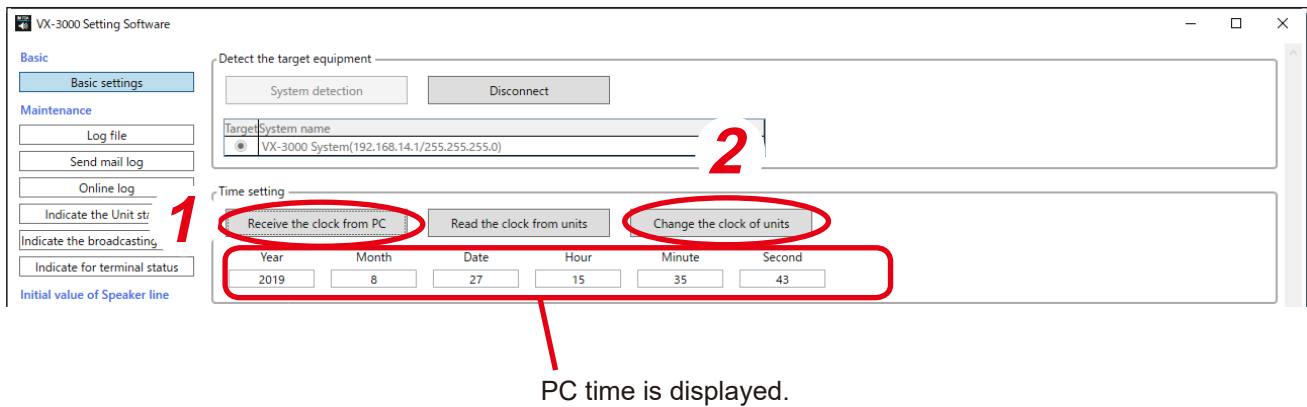 VX-3000 Setting Software
Basic
Basic settings
Maintenance
Log file
Send mail log
Online log
Indicate the Unit
Indicate the broadcasting
Indicate for terminal status
Initial value of Speaker line
Detect the target equipment
System detection Disconnect
Target System name
VX-3000 System(192.168.14.1/255.255.255.0)
2
Time setting
1
Receive the clock from PC Read the clock from units Change the clock of units
Year Month Date Hour Minute Second
2019 8 27 15 35 43
PC time is displayed.